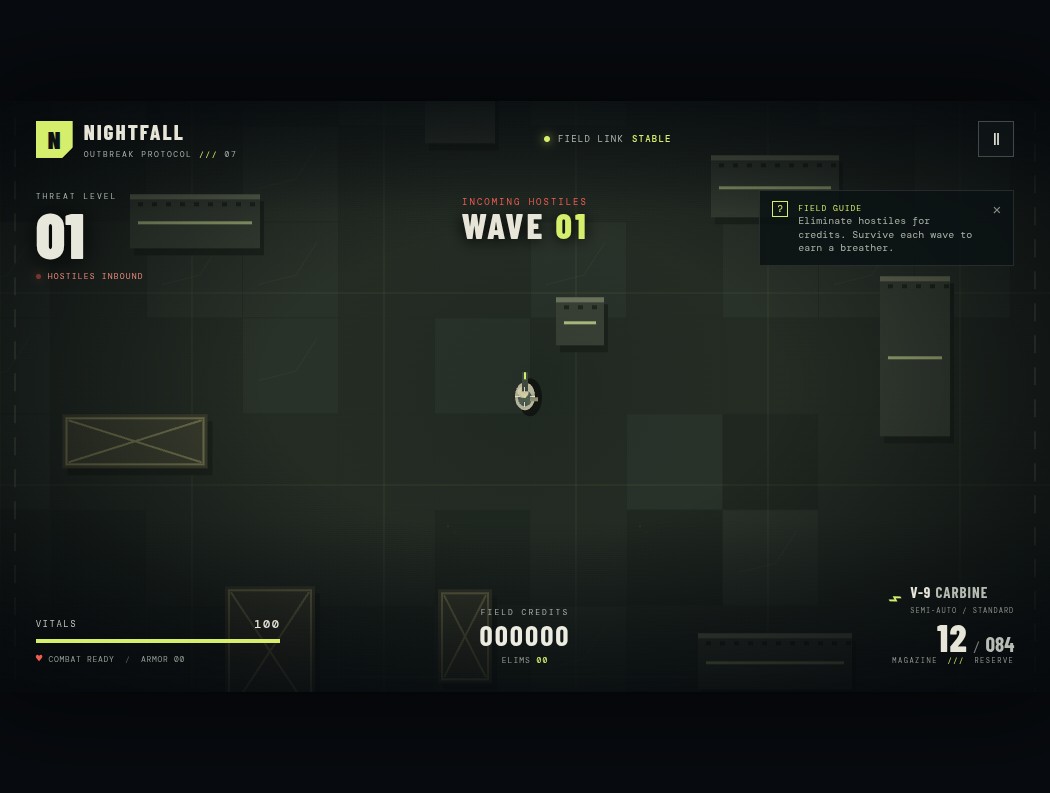 N NIGHTFALL
OUTBREAK PROTOCOL /// 07
FIELD LINK STABLE
THREAT LEVEL
01
HOSTILES INBOUND
INCOMING HOSTILES
WAVE 01
? FIELD GUIDE ×
Eliminate hostiles for
credits. Survive each wave to
earn a breather.
VITALS 100
COMBAT READY / ARMOR 00
FIELD CREDITS
000000
ELIMS 00
V-9 CARBINE
SEMI-AUTO / STANDARD
12 / 084
MAGAZINE /// RESERVE